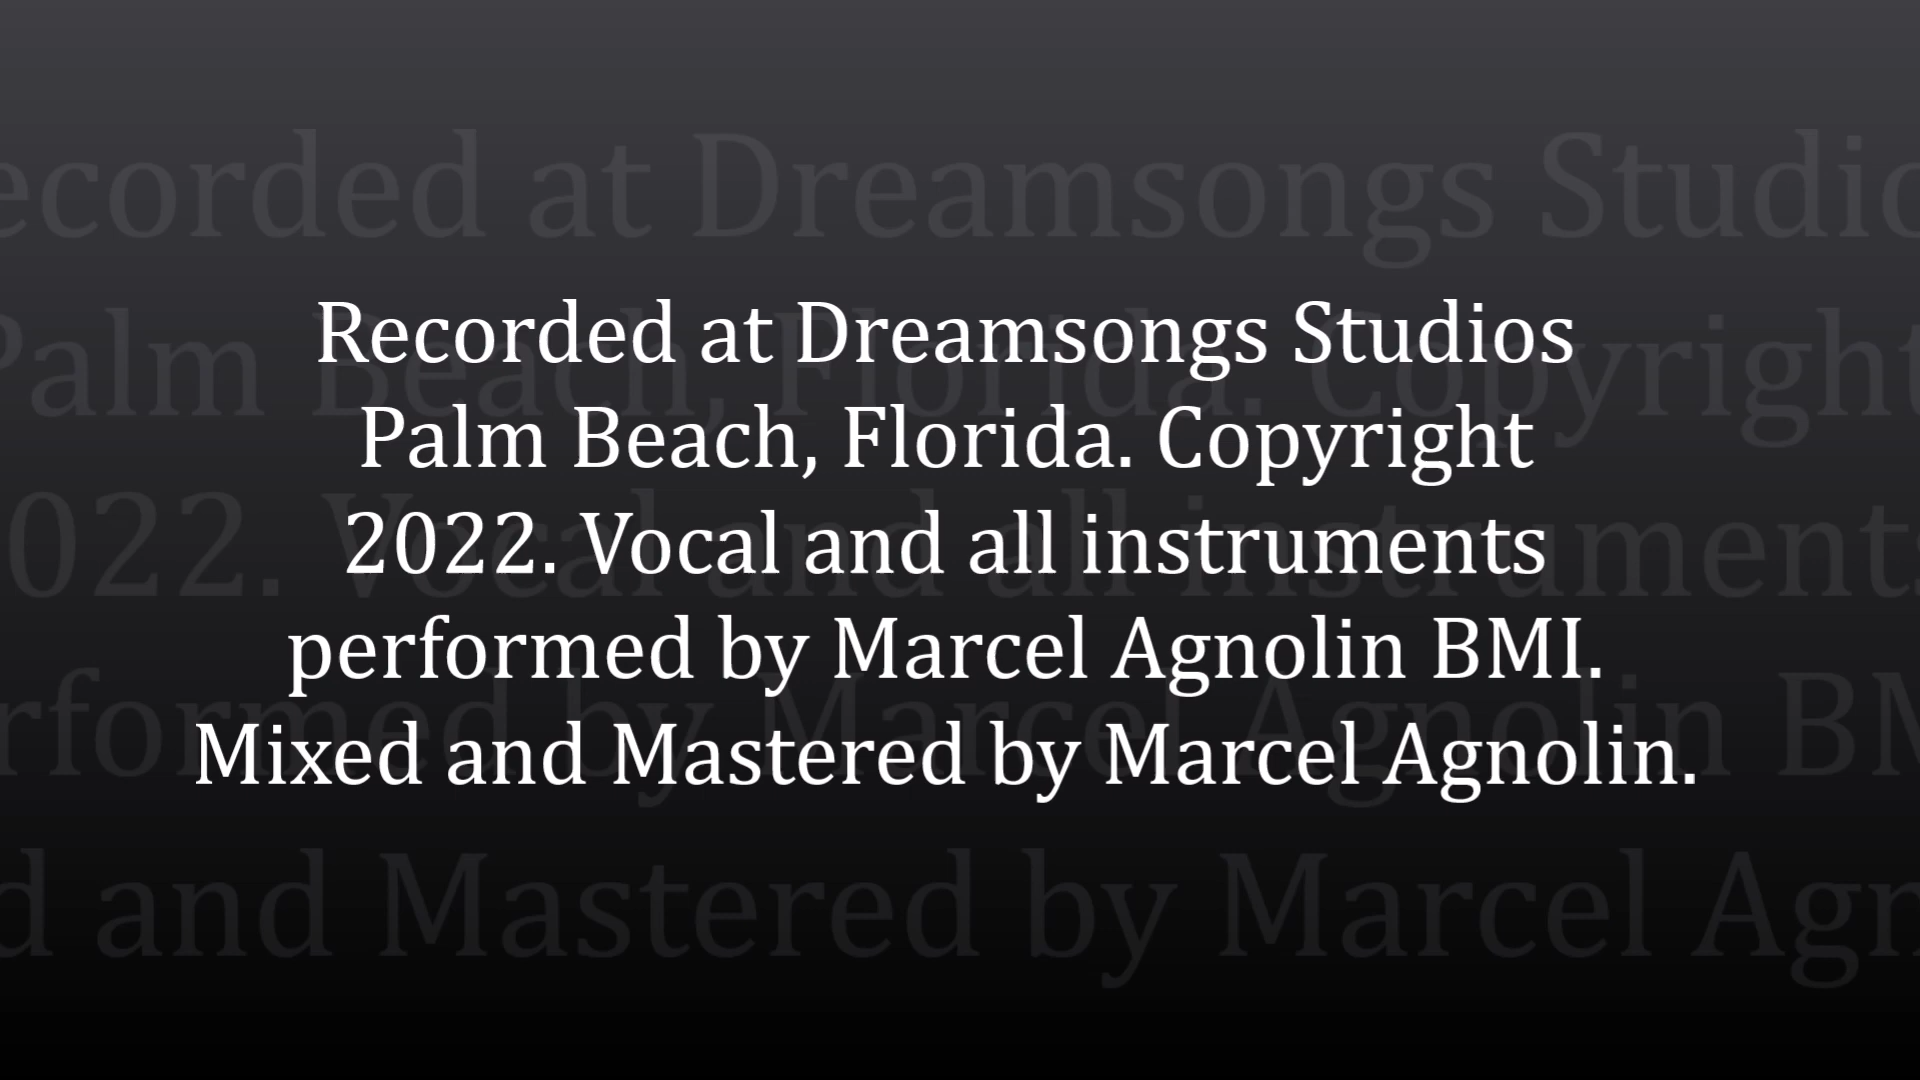 Recorded at Dreamsongs Studios
Palm Beach, Florida. Copyright
2022. Vocal and all instruments
performed by Marcel Agnolin BMI.
Mixed and Mastered by Marcel Agnolin.